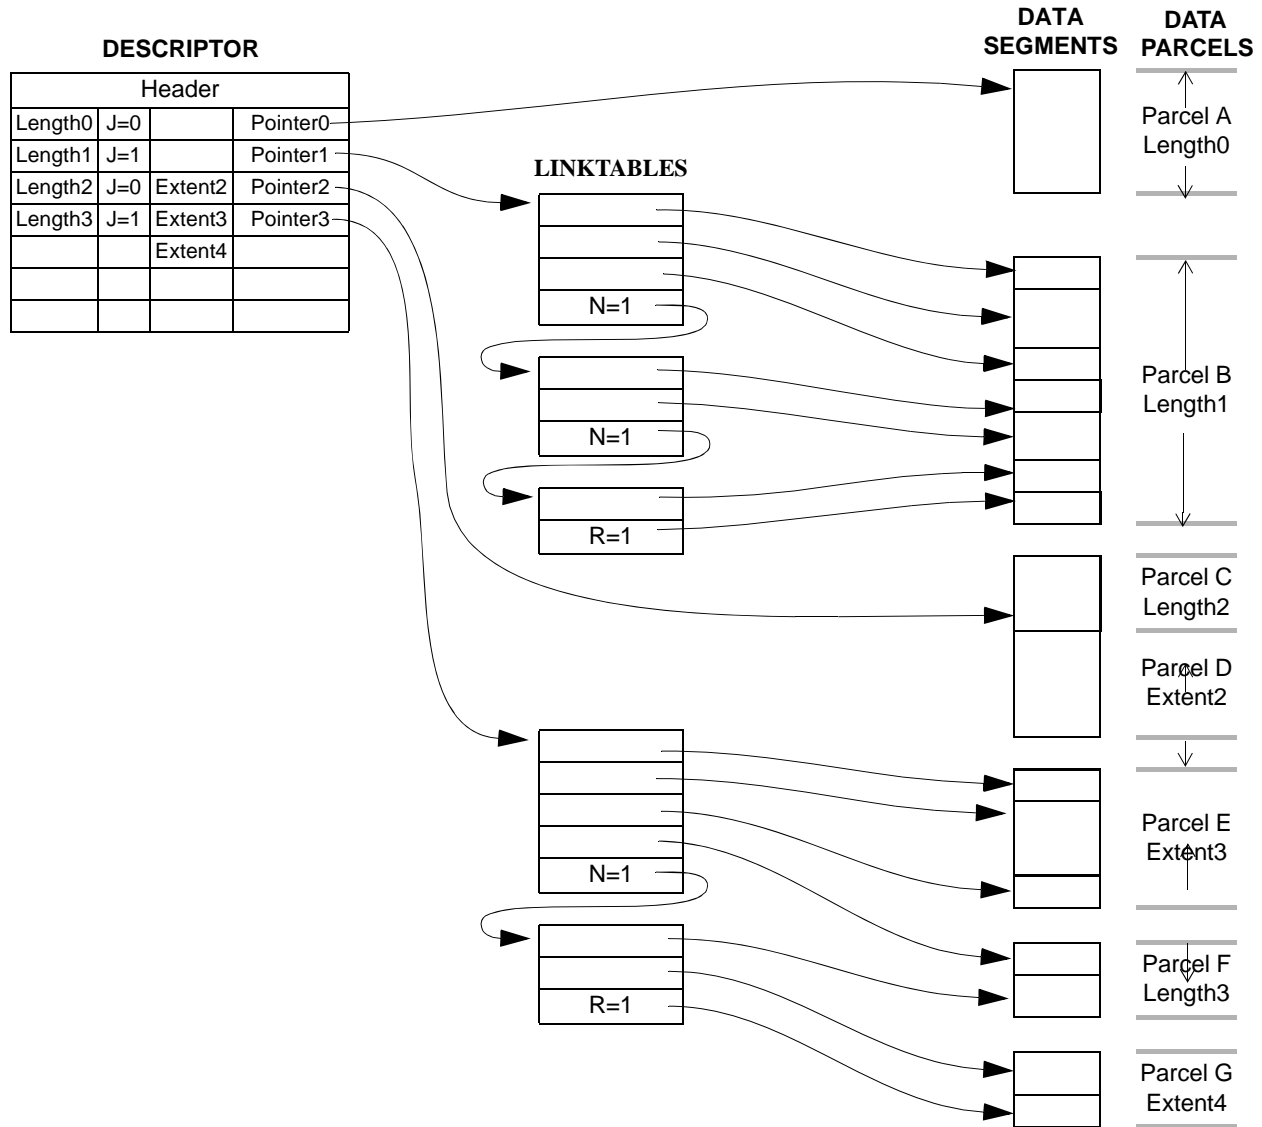 DATA
SEGMENTS
DATA
PARCELS
DESCRIPTOR
Header
Length0 J=0 Pointer0
Length1 J=1 Pointer1
Length2 J=0 Extent2 Pointer2
Length3 J=1 Extent3 Pointer3
Extent4
LINKTABLES
N=1
N=1
R=1
N=1
R=1
Parcel A
Length0
Parcel B
Length1
Parcel C
Length2
Parcel D
Extent2
Parcel E
Extent3
Parcel F
Length3
Parcel G
Extent4